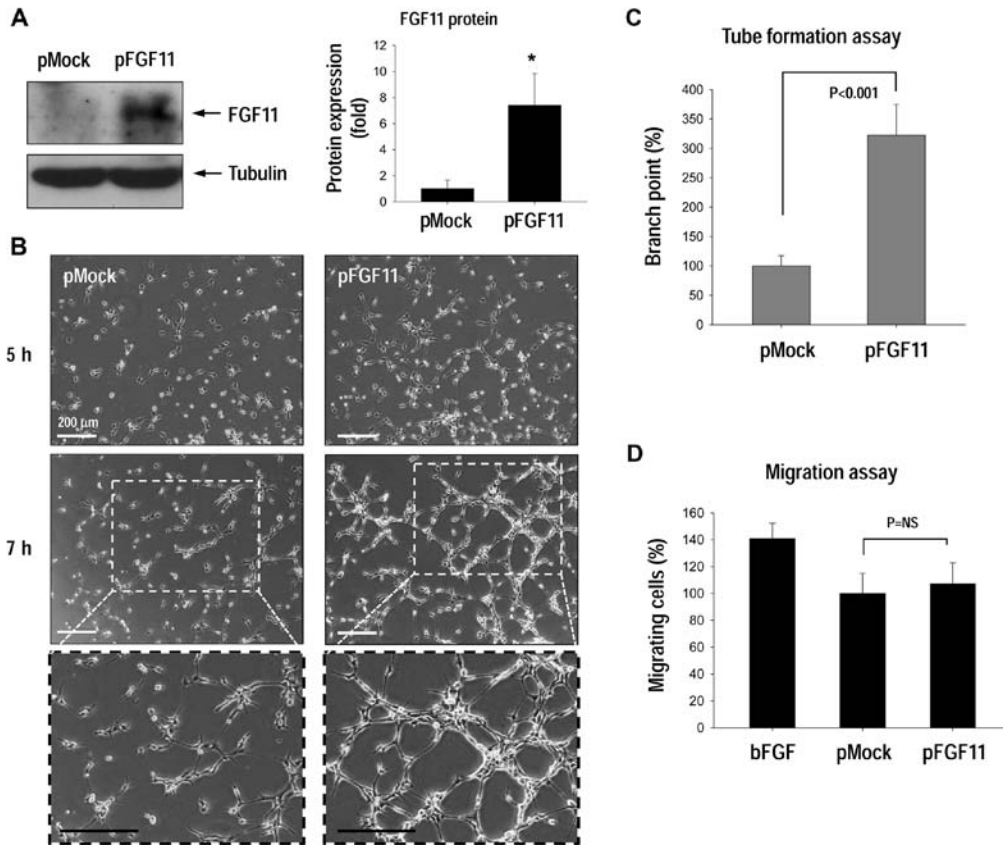 A
pMock pFGF11
FGF11
Tubulin
FGF11 protein
Protein expression
(fold)
12
10
8
6
4
2
0
*
pMock pFGF11
B
pMock
pFGF11
5 h
200 µm
7 h
C
Tube formation assay
P<0.001
Branch point (%)
400
350
300
250
200
150
100
50
0
pMock pFGF11
D
Migration assay
P=NS
Migrating cells (%)
160
140
120
100
80
60
40
20
0
bFGF pMock pFGF11